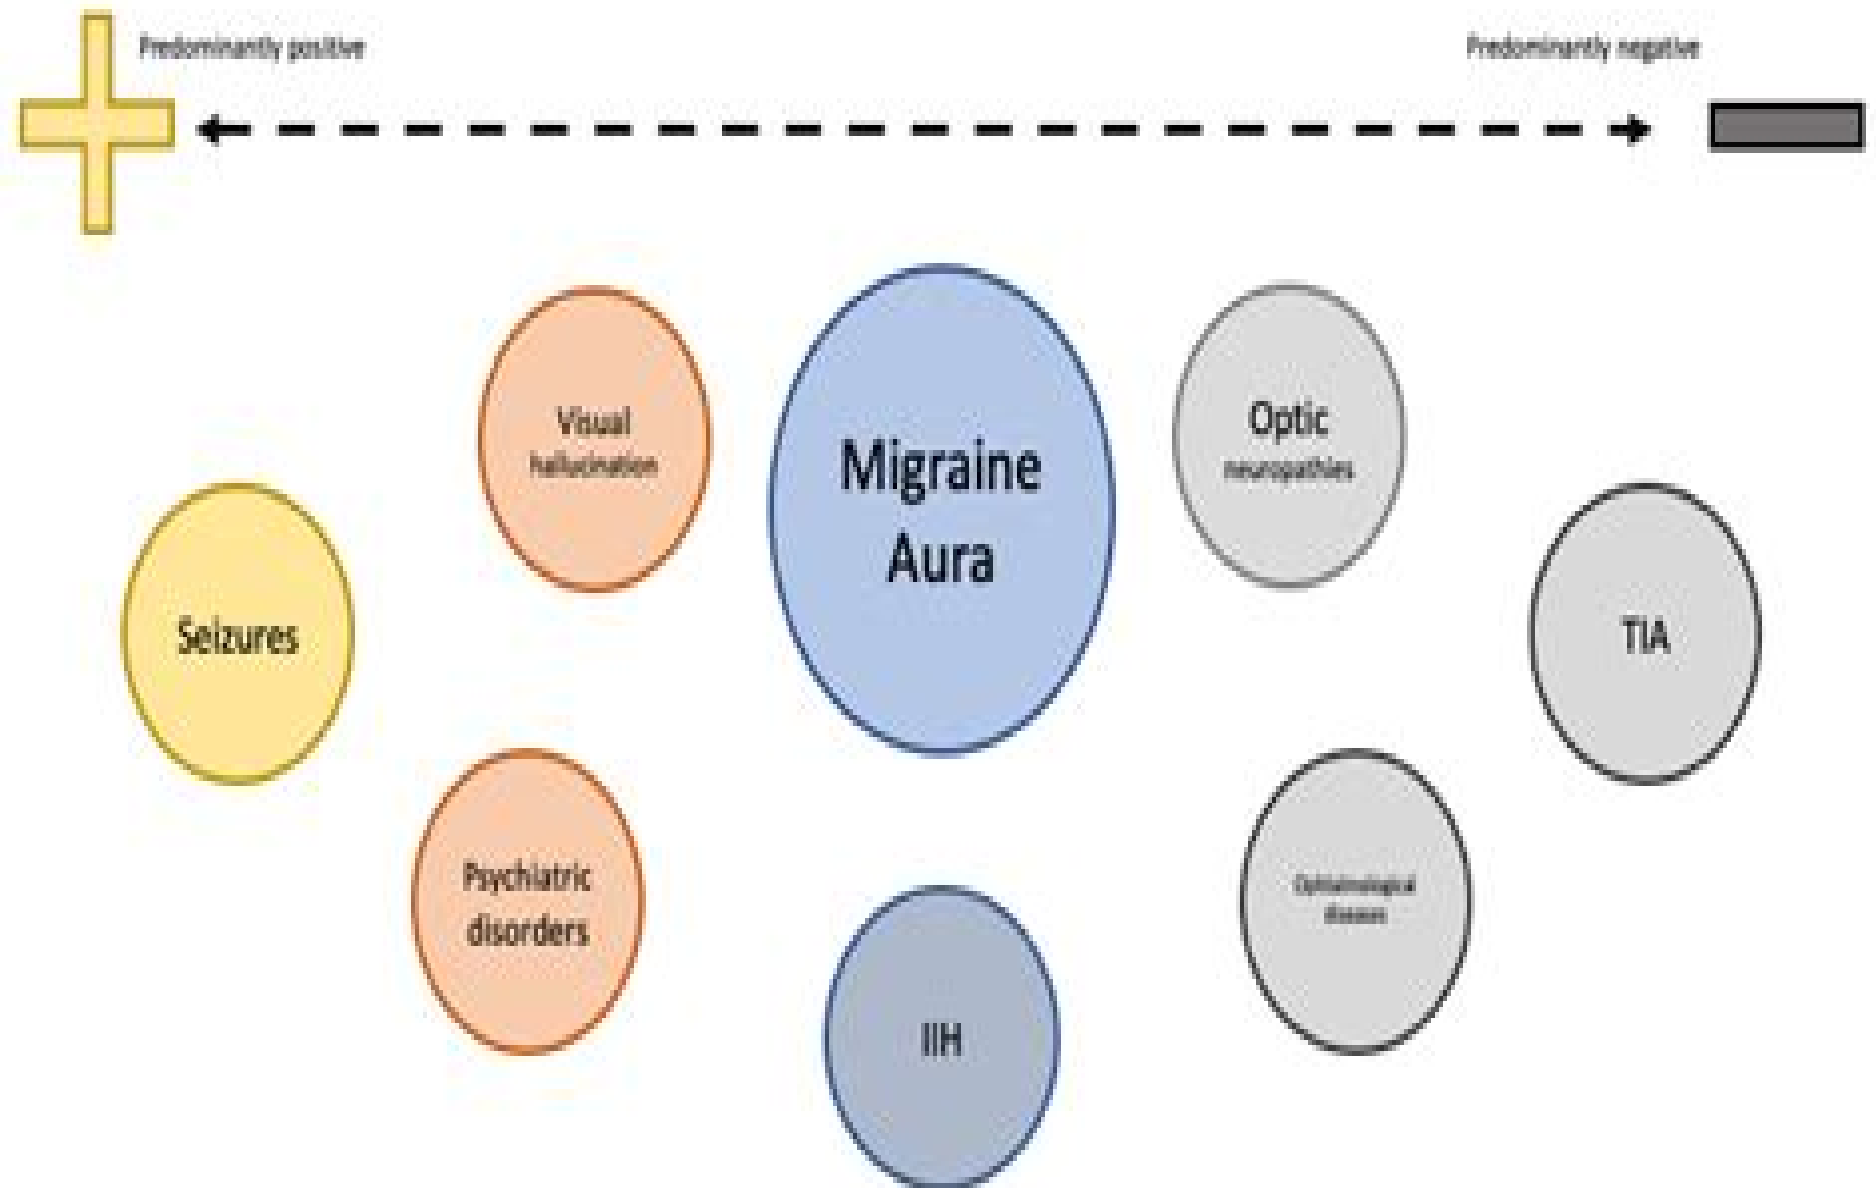 Predominantly positive
Predominantly negative
Visual
hallucination
Migraine
Aura
Optic
neuropathies
Seizures
TIA
Psychiatric
disorders
IIH